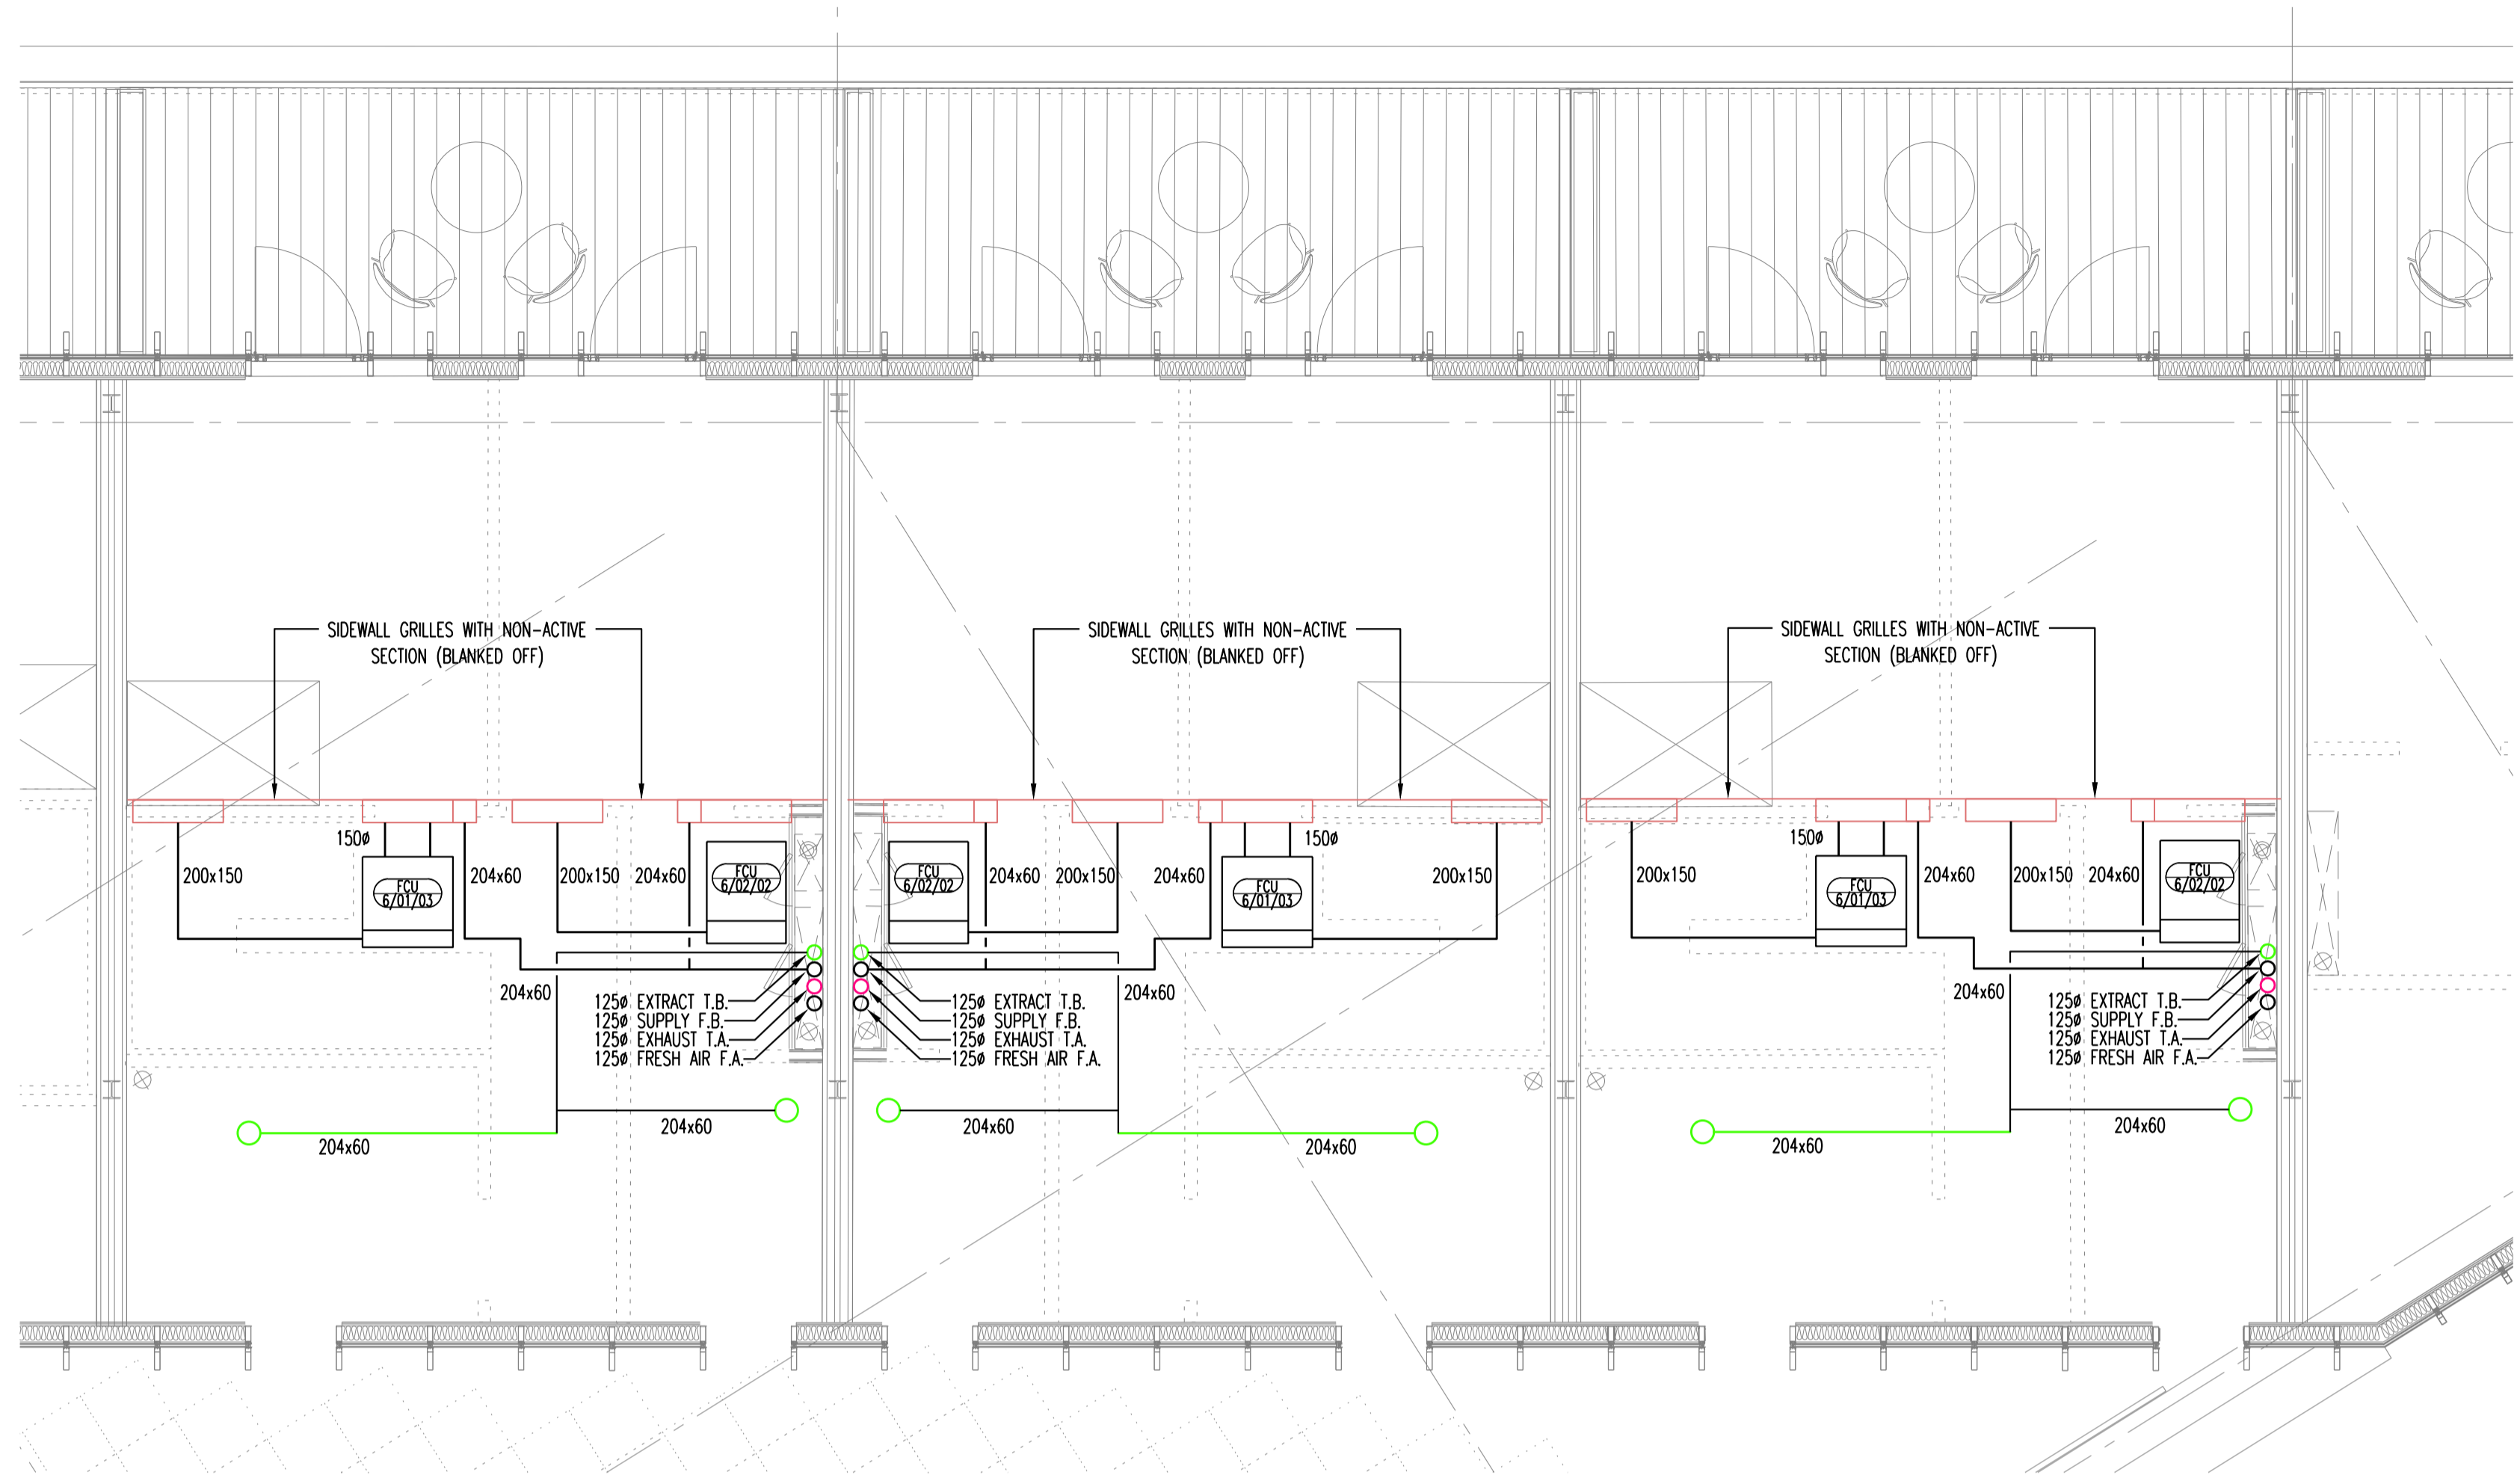 SIDEWALL GRILLES WITH NON-ACTIVE
SECTION (BLANKED OFF)
SIDEWALL GRILLES WITH NON-ACTIVE
SECTION (BLANKED OFF)
SIDEWALL GRILLES WITH NON-ACTIVE
SECTION (BLANKED OFF)
150ø
200x150
FCU
6/01/03
204x60
200x150
204x60
FCU
6/02/02
204x60
125ø EXTRACT T.B.
125ø SUPPLY F.B.
125ø EXHAUST T.A.
125ø FRESH AIR F.A.
204x60
204x60
FCU
6/02/02
204x60
200x150
204x60
FCU
6/01/03
150ø
200x150
125ø EXTRACT T.B.
125ø SUPPLY F.B.
125ø EXHAUST T.A.
125ø FRESH AIR F.A.
204x60
204x60
204x60
150ø
200x150
FCU
6/01/03
204x60
200x150
204x60
FCU
6/02/02
204x60
125ø EXTRACT T.B.
125ø SUPPLY F.B.
125ø EXHAUST T.A.
125ø FRESH AIR F.A.
204x60
204x60